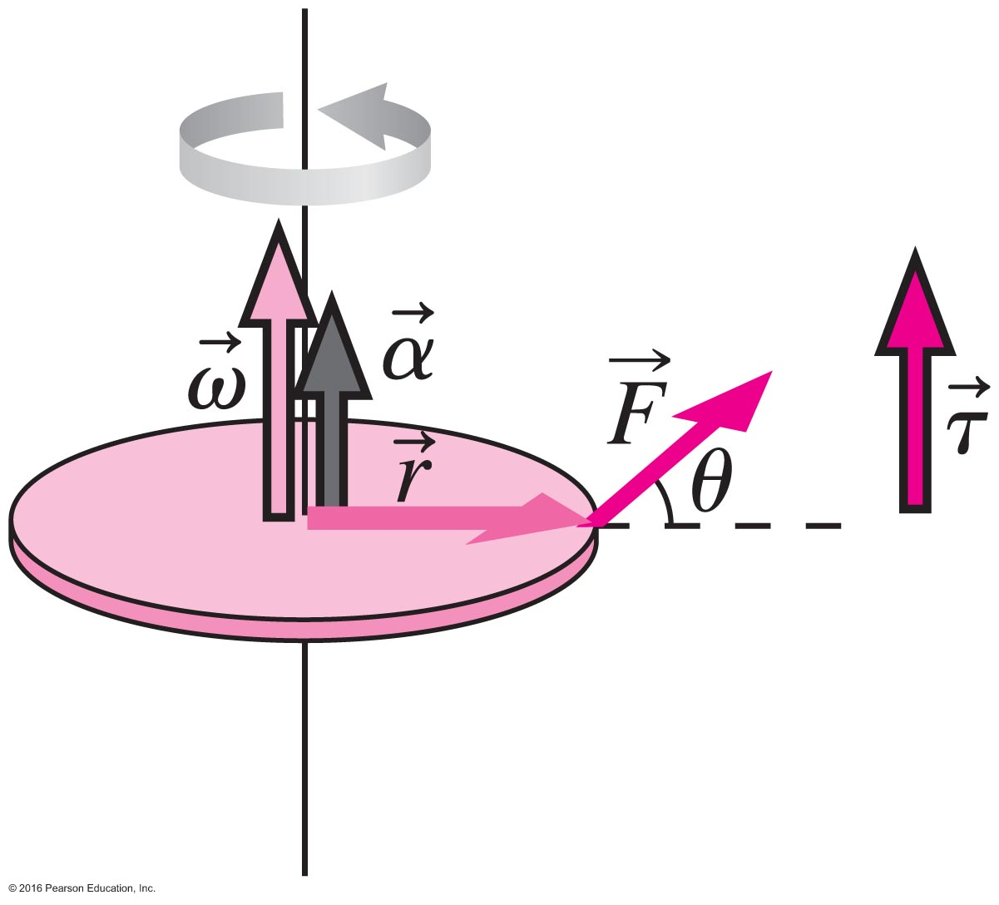 α⃗
ω⃗
F⃗
τ⃗
r⃗
θ
© 2016 Pearson Education, Inc.